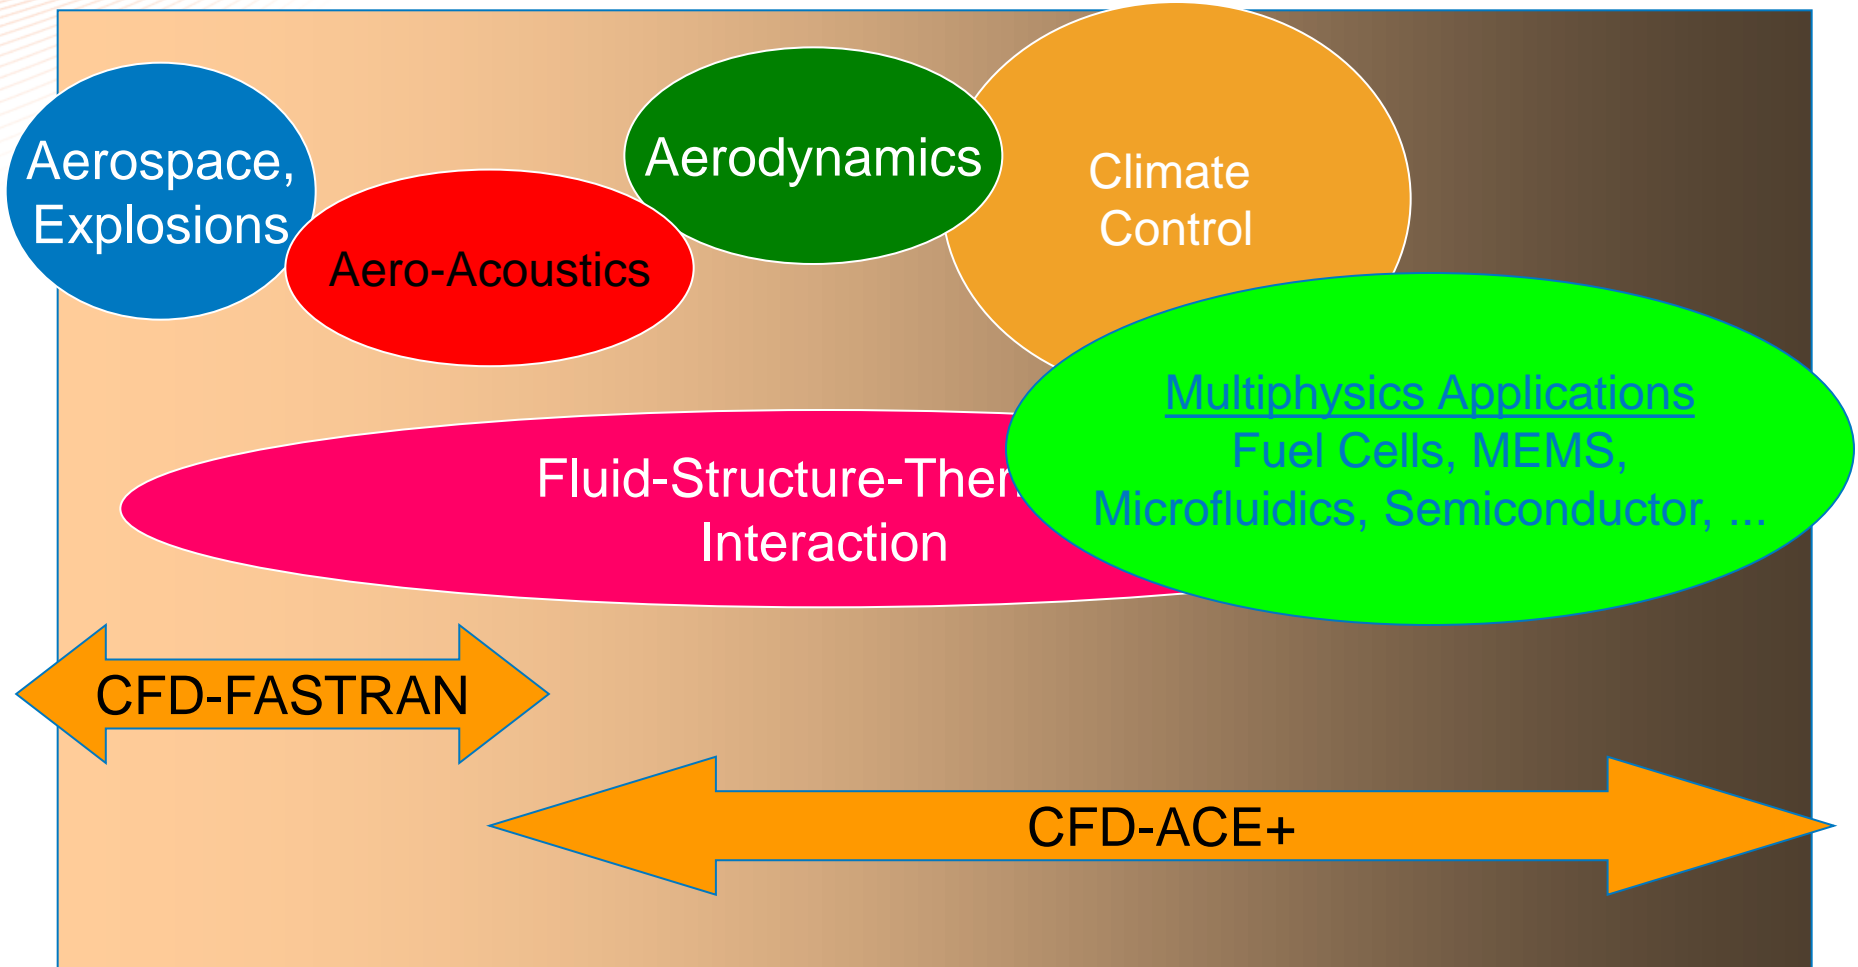 Aerospace,
Explosions
Aero-Acoustics
Aerodynamics
Climate
Control
Multiphysics Applications
Fuel Cells, MEMS,
Microfluidics, Semiconductor, ...
Fluid-Structure-Ther
Interaction
CFD-FASTRAN
CFD-ACE+